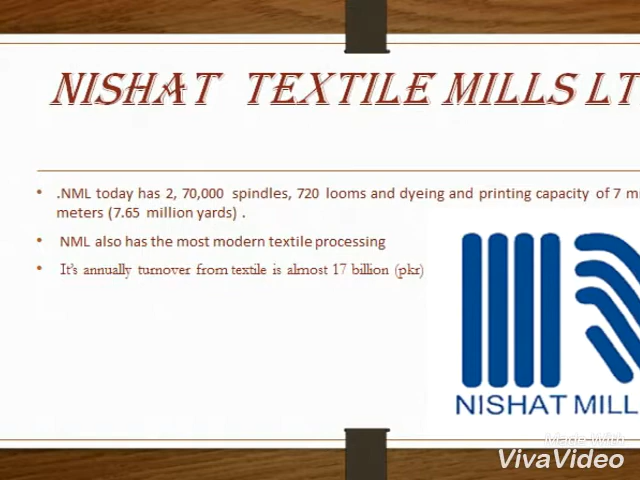 NISHAT TEXTILE MILLS LT
• .NML today has 2, 70,000 spindles, 720 looms and dyeing and printing capacity of 7 mi
meters (7.65 million yards) .
• NML also has the most modern textile processing
• It's annually turnover from textile is almost 17 billion (pkr)
NISHAT MILL
Made With
VivaVideo